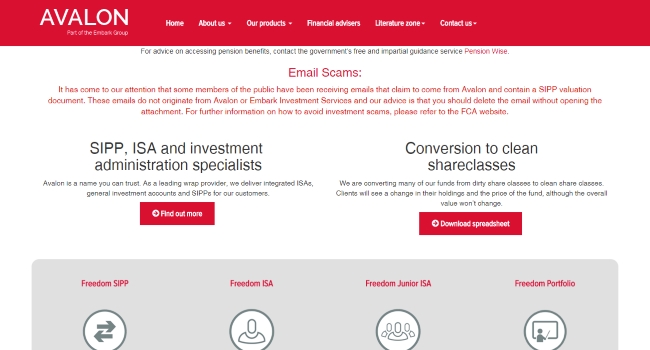 AVALON
Part of the Embark Group
Home About us Our products Financial advisers Literature zone Contact us
For advice on accessing pension benefits, contact the government's free and impartial guidance service Pension Wise.
Email Scams:
It has come to our attention that some members of the public have been receiving emails that claim to come from Avalon and contain a SIPP valuation
document. These emails do not originate from Avalon or Embark Investment Services and our advice is that you should delete the email without opening the
attachment. For further information on how to avoid investment scams, please refer to the FCA website.
SIPP, ISA and investment
administration specialists
Avalon is a name you can trust. As a leading wrap provider, we deliver integrated ISAs,
general investment accounts and SIPPs for our customers.
Find out more
Conversion to clean
shareclasses
We are converting many of our funds from dirty share classes to clean share classes.
Clients will see a change in their holdings and the price of the fund, although the overall
value won't change.
Download spreadsheet
Freedom SIPP
Freedom ISA
Freedom Junior ISA
Freedom Portfolio